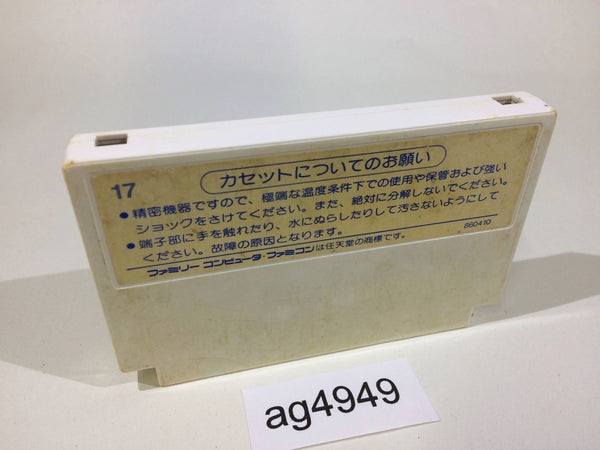 カセットについてのお願い
17
●精密機器ですので、極端な温度条件下での使用や保管および強い
ショックをさけてください。また、絶対に分解しないでください。
●端子部に手を触れたり、水にぬらしたりして汚さないようにして
ください。故障の原因となります。
860410
ファミリーコンピュータ・ファミコンは任天堂の商標です。
ag4949